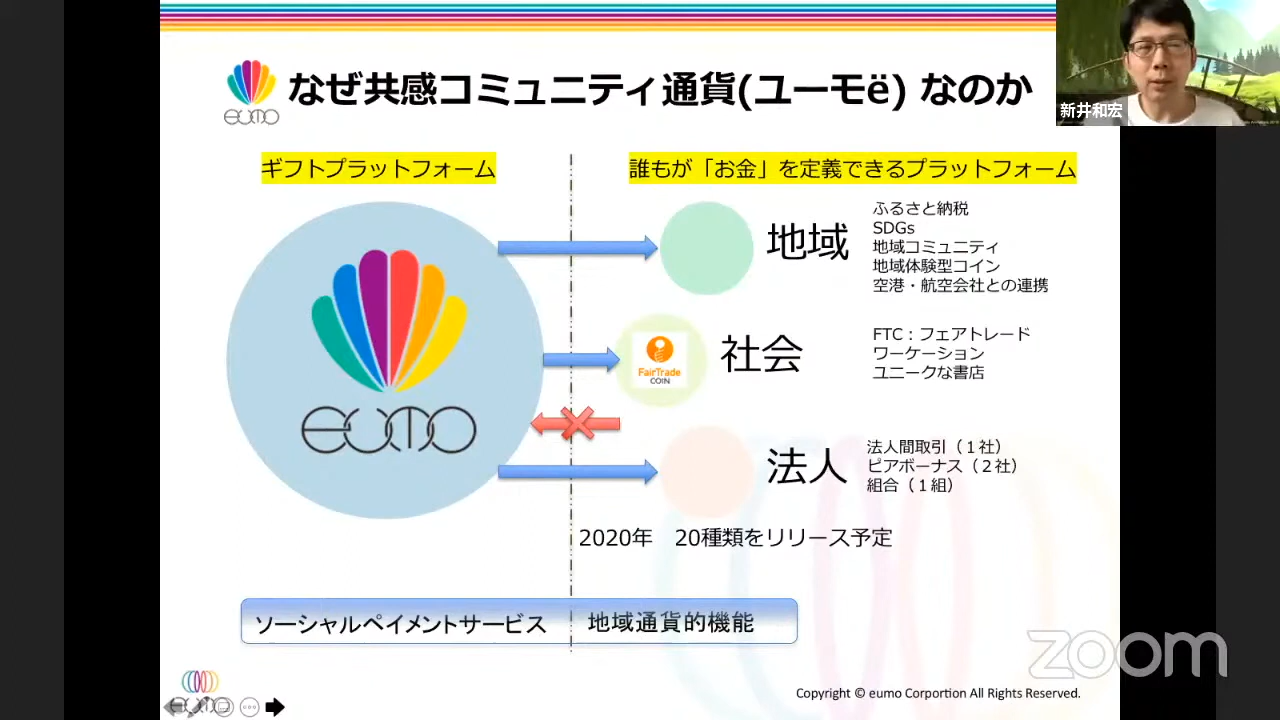 eumo
なぜ共感コミュニティ通貨(ユーモë) なのか
新井和宏
ギフトプラットフォーム
誰もが「お金」を定義できるプラットフォーム
eumo
地域
ふるさと納税
SDGs
地域コミュニティ
地域体験型コイン
空港・航空会社との連携
FairTrade
COIN
社会
FTC：フェアトレード
ワーケーション
ユニークな書店
法人
法人間取引（１社）
ピアボーナス（２社）
組合（１組）
2020年　20種類をリリース予定
ソーシャルペイメントサービス
地域通貨的機能
zoom
eumo
Copyright © eumo Corportion All Rights Reserved.